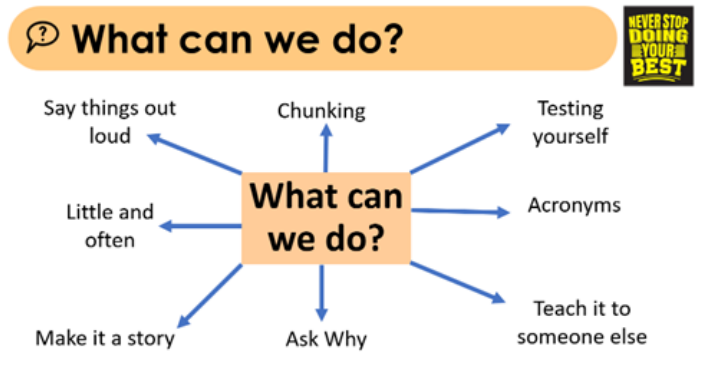 ? What can we do?
NEVER STOP
DOING
YOUR
BEST
Say things out
loud
Chunking
Testing
yourself
Little and
often
What can
we do?
Acronyms
Make it a story
Ask Why
Teach it to
someone else